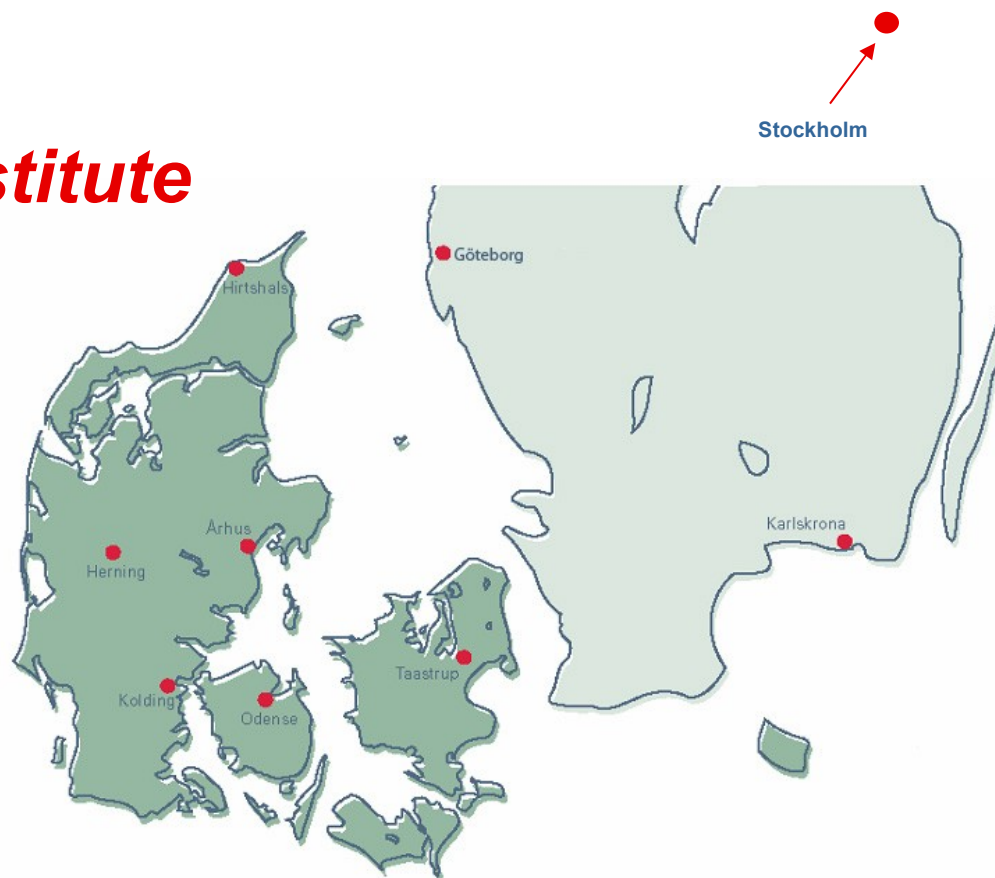 Stockholm
stitute
Göteborg
Hirtshals
Århus
Karlskrona
Herning
Taastrup
Kolding
Odense